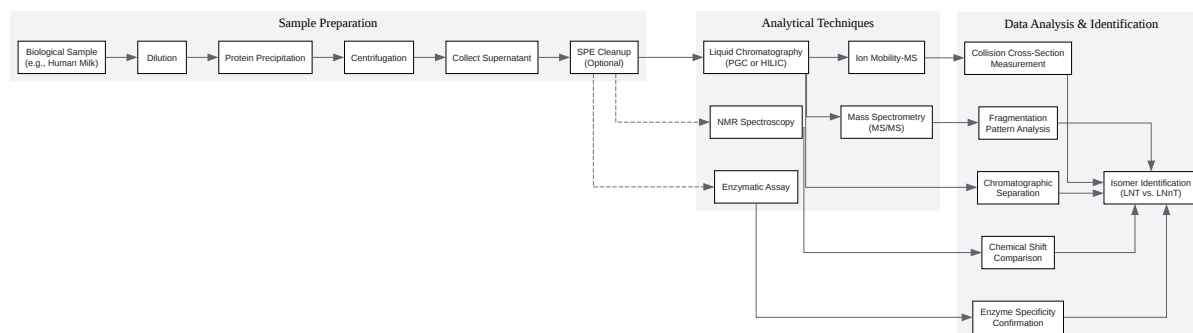 Sample Preparation
Analytical Techniques
Data Analysis & Identification
Biological Sample
(e.g., Human Milk)
Dilution
Protein Precipitation
Centrifugation
Collect Supernatant
SPE Cleanup
(Optional)
Liquid Chromatography
(PGC or HILIC)
Ion Mobility-MS
Collision Cross-Section
Measurement
NMR Spectroscopy
Mass Spectrometry
(MS/MS)
Fragmentation
Pattern Analysis
Enzymatic Assay
Chromatographic
Separation
Isomer Identification
(LNT vs. LNnT)
Chemical Shift
Comparison
Enzyme Specificity
Confirmation